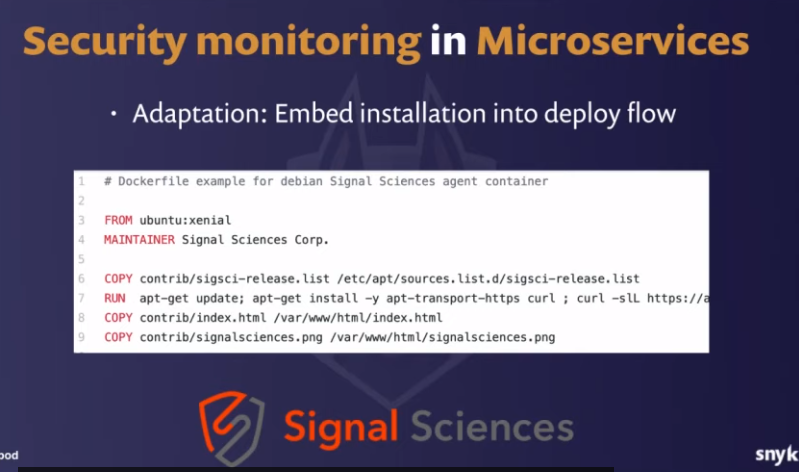 Security monitoring in Microservices
• Adaptation: Embed installation into deploy flow
1 # Dockerfile example for debian Signal Sciences agent container
2
3 FROM ubuntu:xenial
4 MAINTAINER Signal Sciences Corp.
5
6 COPY contrib/sigsci-release.list /etc/apt/sources.list.d/sigsci-release.list
7 RUN  apt-get update; apt-get install -y apt-transport-https curl ; curl -slL https://a
8 COPY contrib/index.html /var/www/html/index.html
9 COPY contrib/signalsciences.png /var/www/html/signalsciences.png
Signal Sciences
snyk